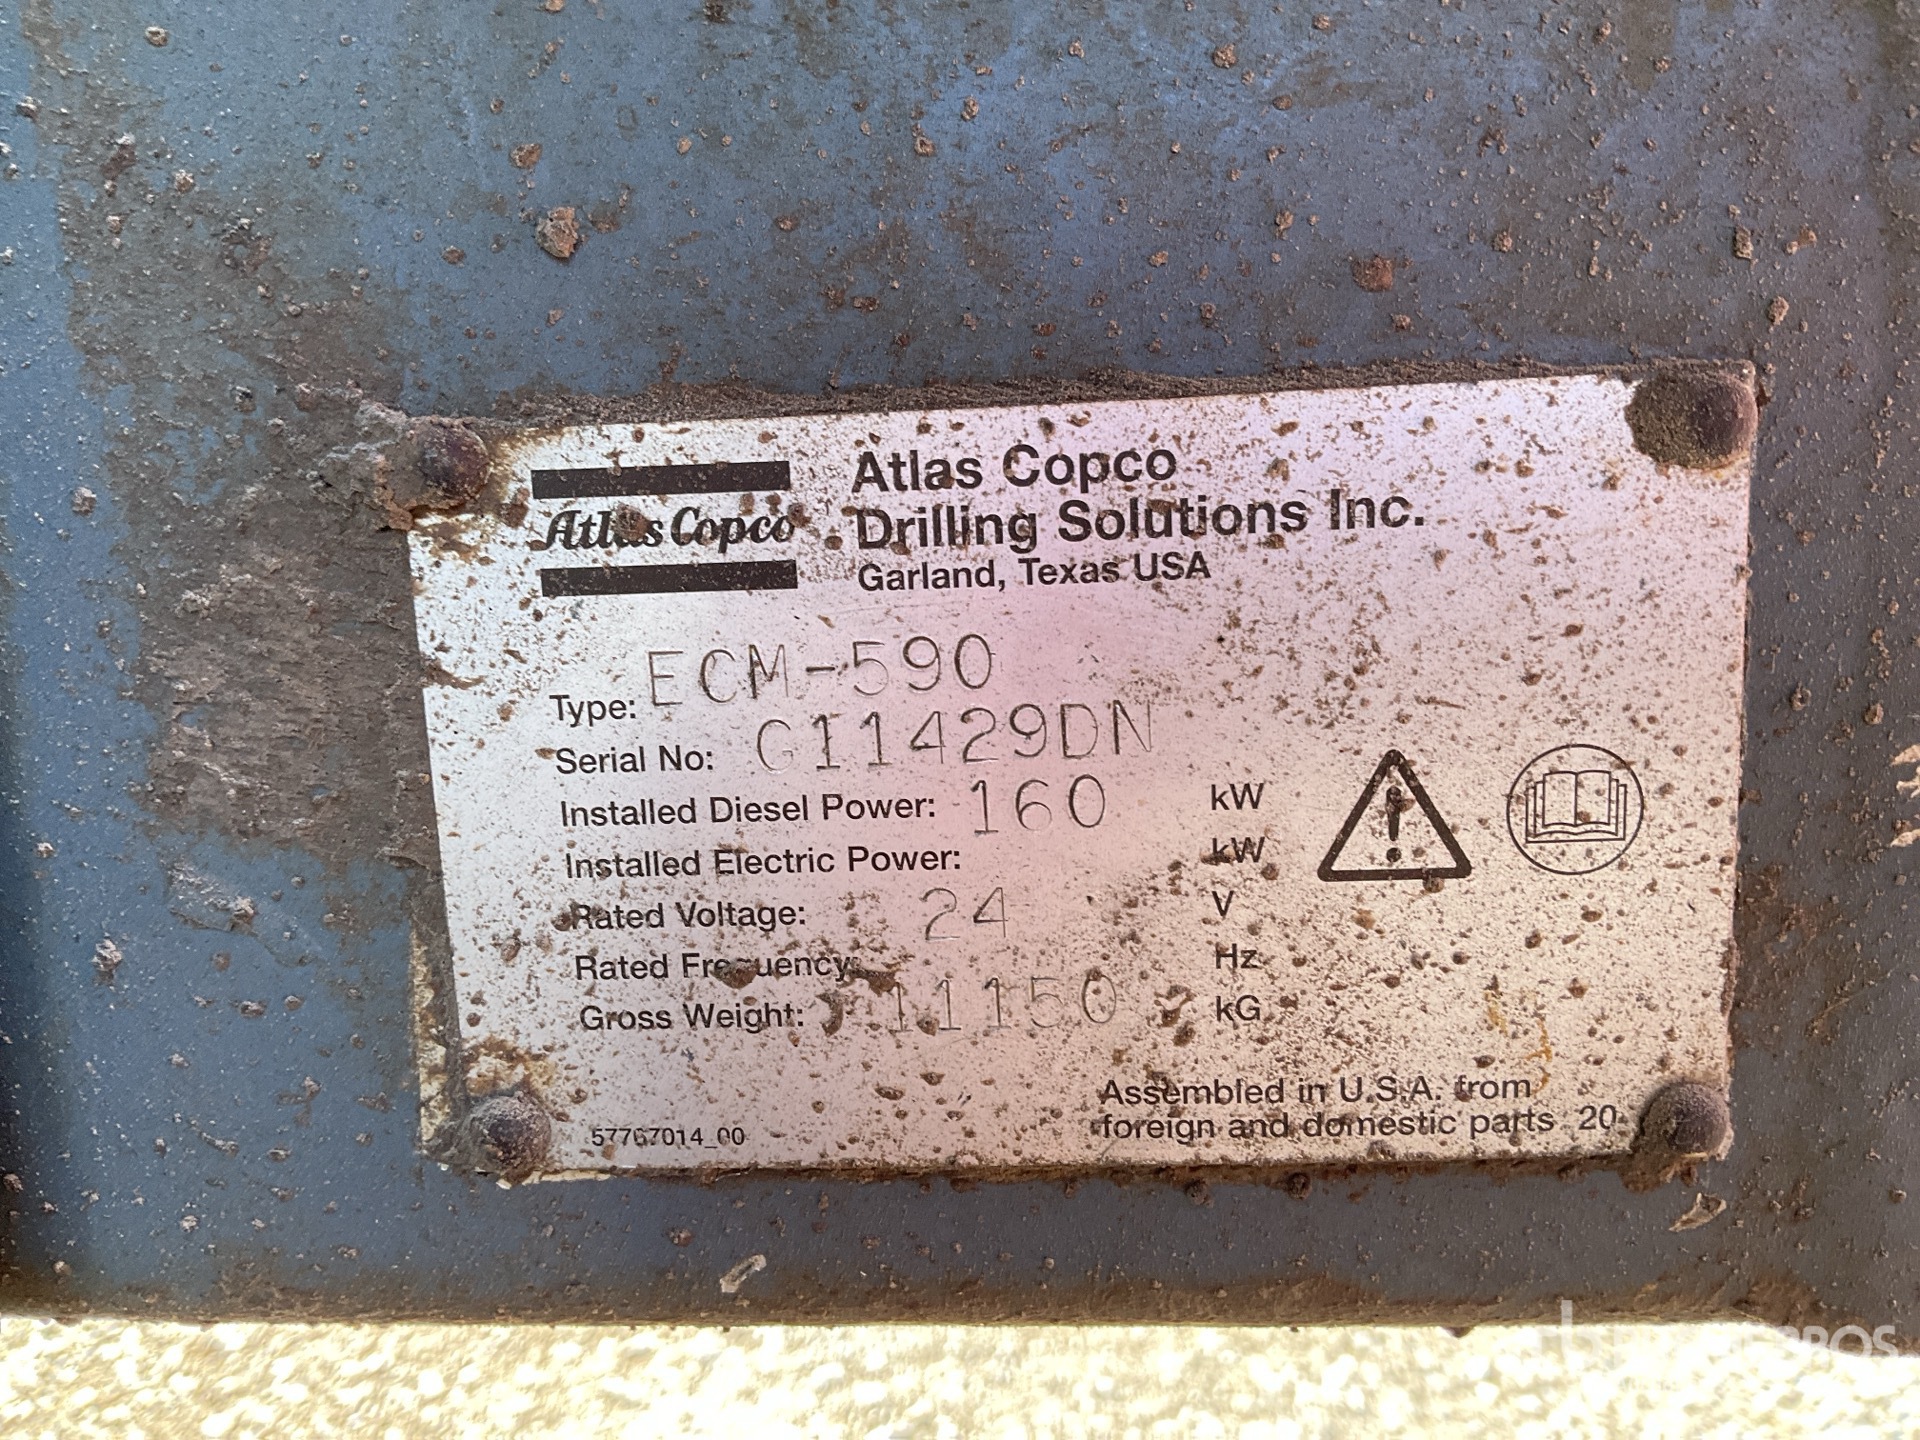 Atlas Copco
Atlas Copco
Drilling Solutions Inc.
Garland, Texas USA
Type: ECM-590
Serial No: G11429DN
Installed Diesel Power: 160 kW
Installed Electric Power: kW
Rated Voltage: 24 V
Rated Frequency: Hz
Gross Weight: 11150 kG
Assembled in U.S.A. from
foreign and domestic parts 20
57767014_00